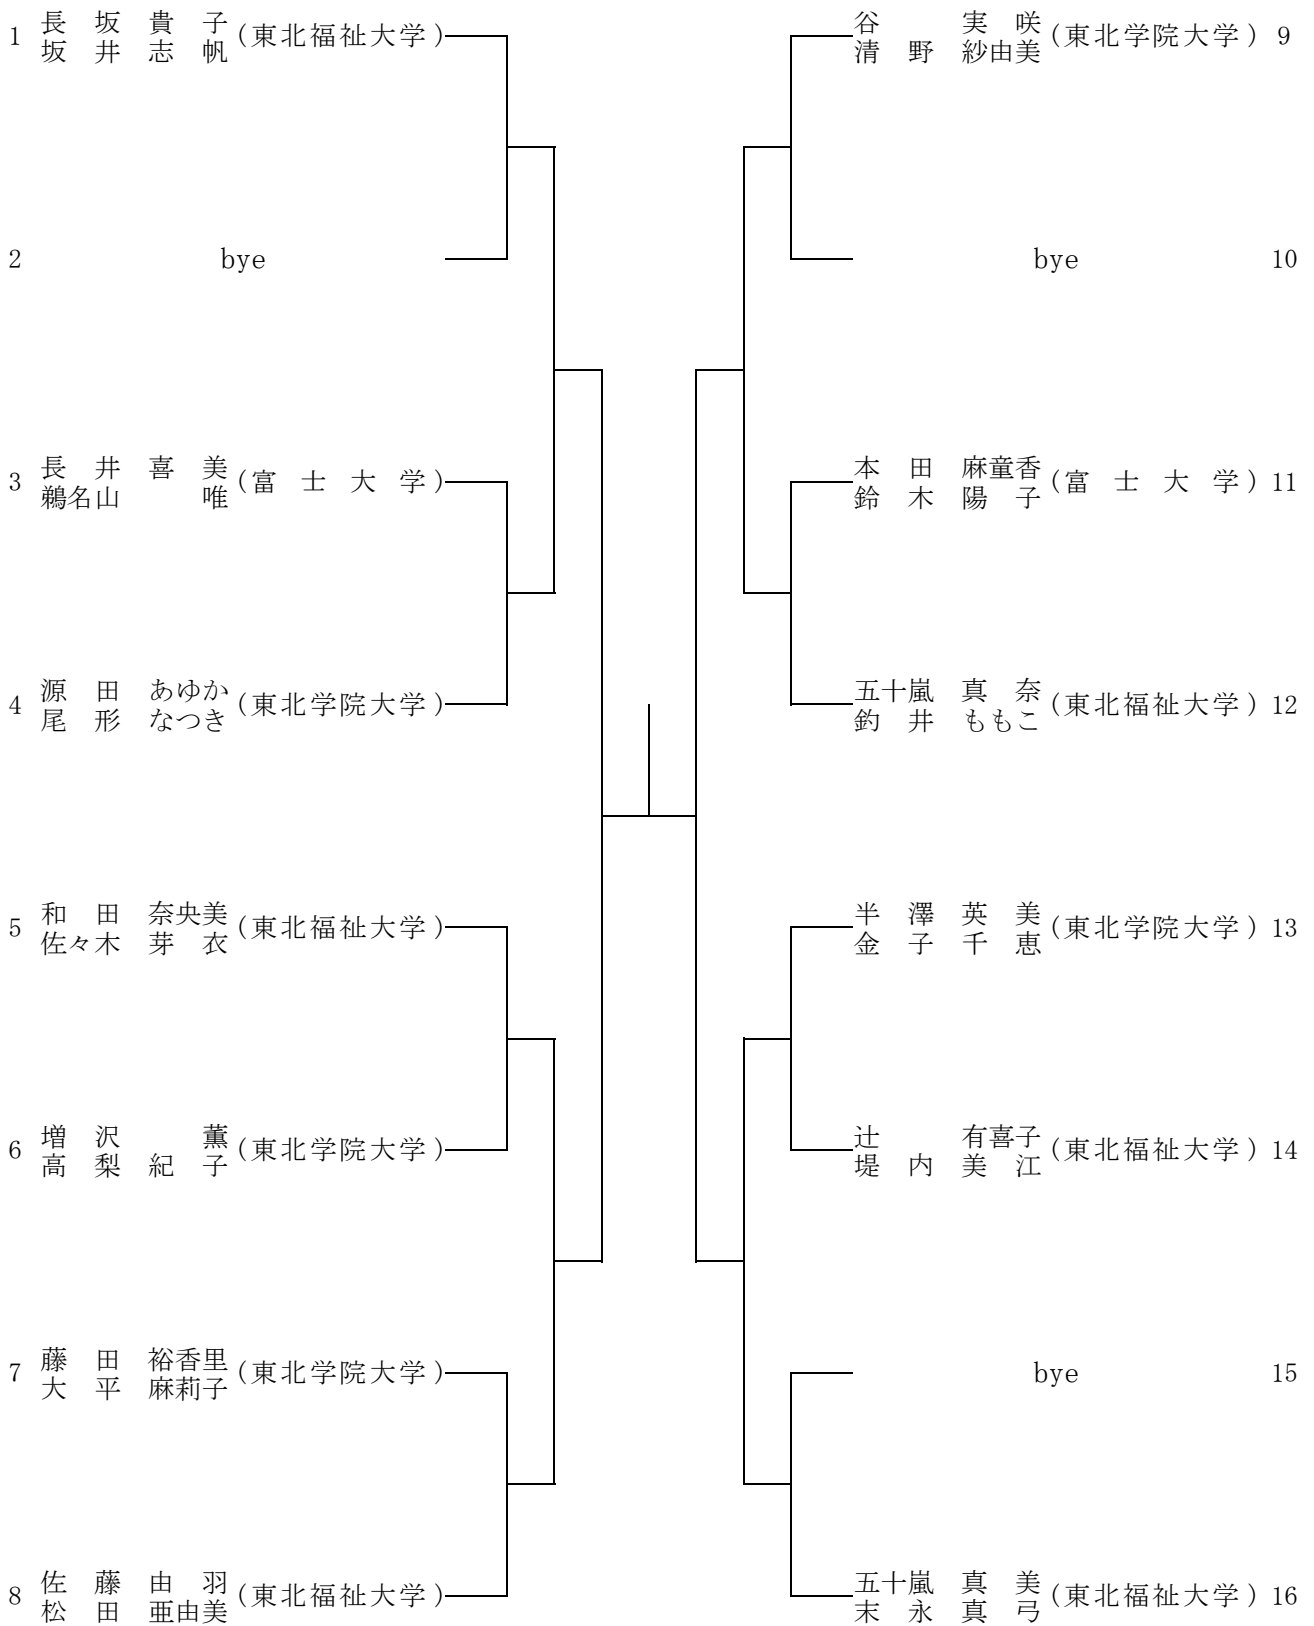 1 長坂貴子 (東北福祉大学)
坂井志帆
2 bye
3 長井喜美 (富士大学)
鵜名山唯
4 源田あゆか (東北学院大学)
尾形なつき
5 和田奈央美 (東北福祉大学)
佐々木芽衣
6 増沢薫 (東北学院大学)
高梨紀子
7 藤田裕香里 (東北学院大学)
大平麻莉子
8 佐藤由羽 (東北福祉大学)
松田亜由美
谷実咲 (東北学院大学) 9
清野紗由美
bye 10
本田麻童香 (富士大学) 11
鈴木陽子
五十嵐真奈 (東北福祉大学) 12
釣井ももこ
半澤英美 (東北学院大学) 13
金子千恵
辻有喜子 (東北福祉大学) 14
堤内美江
bye 15
五十嵐真美 (東北福祉大学) 16
末永真弓